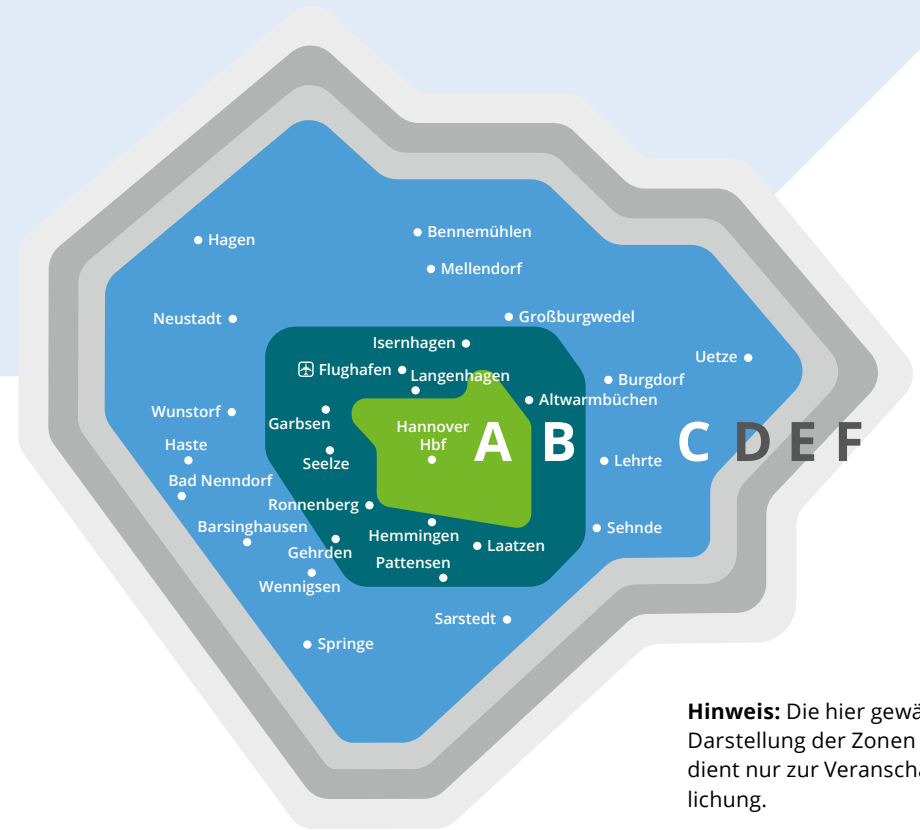 Hagen
Bennemühlen
Mellendorf
Neustadt
Großburgwedel
Isernhagen
Uetze
Flughafen
Langenhagen
Burgdorf
Altwarmbüchen
Wunstorf
Garbsen
Hannover
Hbf
A B C D E F
Haste
Seelze
Lehrte
Bad Nenndorf
Ronnenberg
Barsinghausen
Hemmingen
Sehnde
Gehrden
Laatzen
Pattensen
Wennigsen
Sarstedt
Springe
Hinweis: Die hier gewä
Darstellung der Zonen
dient nur zur Veranscha
lichung.